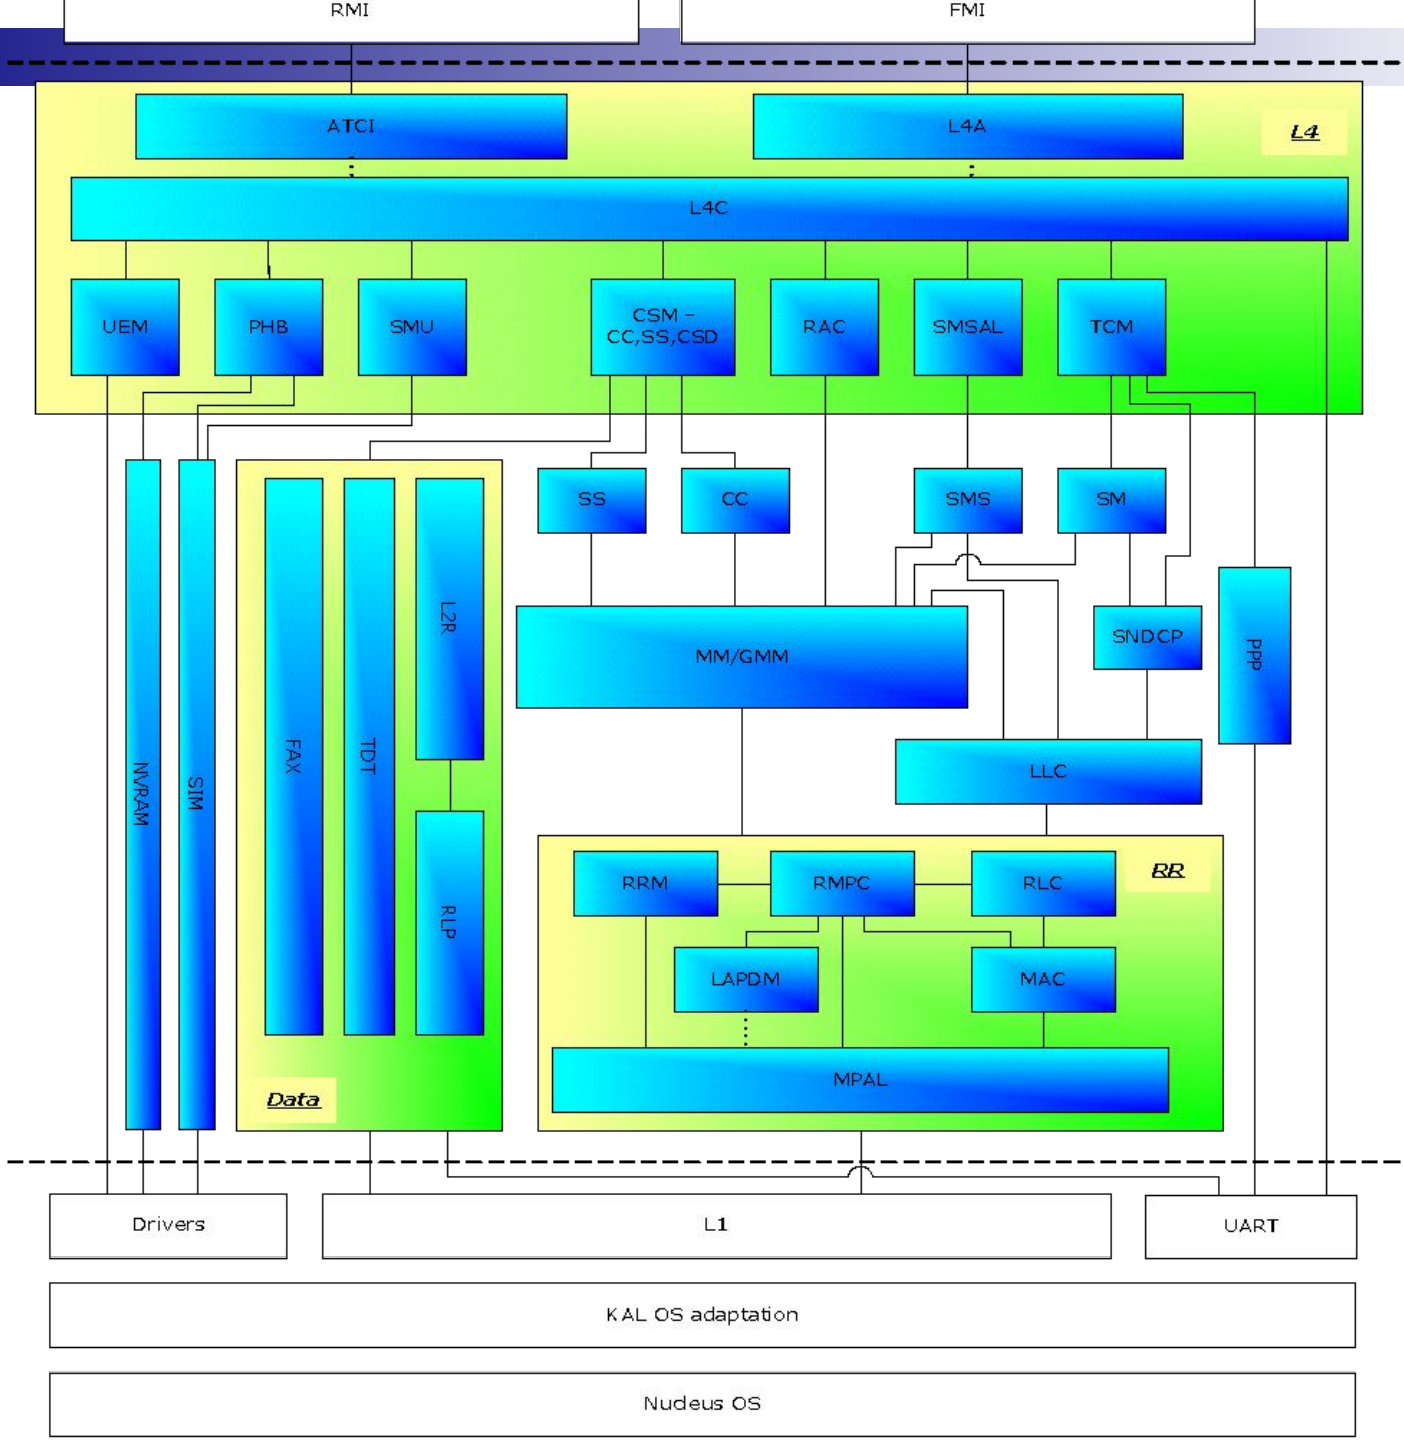 RMI
FMI
ATCI
L4A
L4
L4C
UEM
PHB
SMU
CSM –
CC,SS,CSD
RAC
SMSAL
TCM
SS
CC
SMS
SM
L2R
MM/GMM
SNDCP
PPP
NVRAM
SIM
FAX
TDT
LLC
RRM
RMPC
RLC
RR
RLP
LAPDM
MAC
MPAL
Data
Drivers
L1
UART
KAL OS adaptation
Nucleus OS